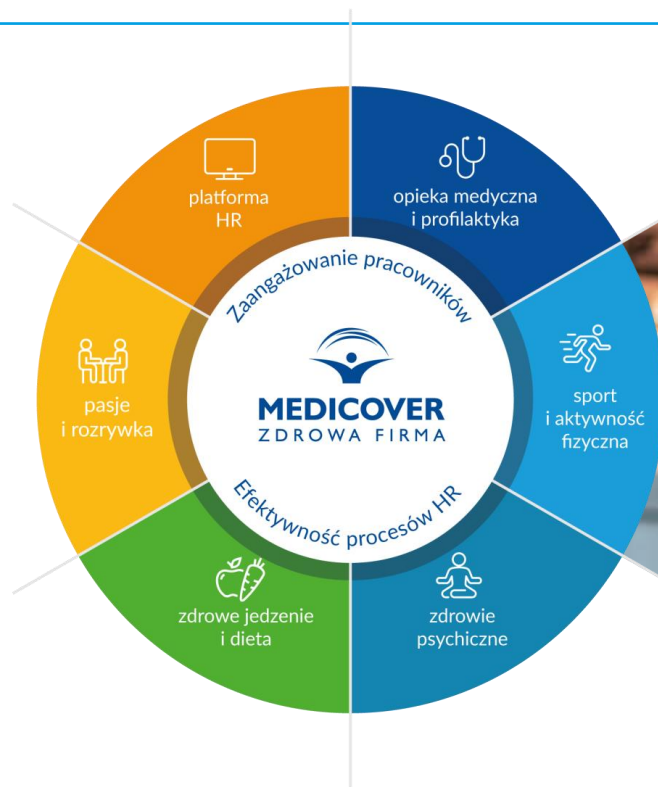 platforma
HR
opieka medyczna
i profilaktyka
Zaangażowanie pracowników
MEDICOVER
ZDROWA FIRMA
Efektywność procesów HR
pasje
i rozrywka
sport
i aktywność
fizyczna
zdrowe jedzenie
i dieta
zdrowie
psychiczne